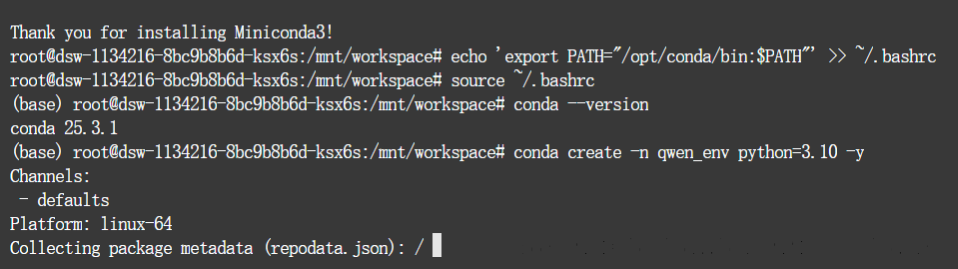 Thank you for installing Miniconda3!
root@dsw-1134216-8bc9b8b6d-ksx6s:/mnt/workspace# echo 'export PATH="/opt/conda/bin:$PATH"' >> ~/.bashrc
root@dsw-1134216-8bc9b8b6d-ksx6s:/mnt/workspace# source ~/.bashrc
(base) root@dsw-1134216-8bc9b8b6d-ksx6s:/mnt/workspace# conda --version
conda 25.3.1
(base) root@dsw-1134216-8bc9b8b6d-ksx6s:/mnt/workspace# conda create -n qwen_env python=3.10 -y
Channels:
 - defaults
Platform: linux-64
Collecting package metadata (repodata.json): /